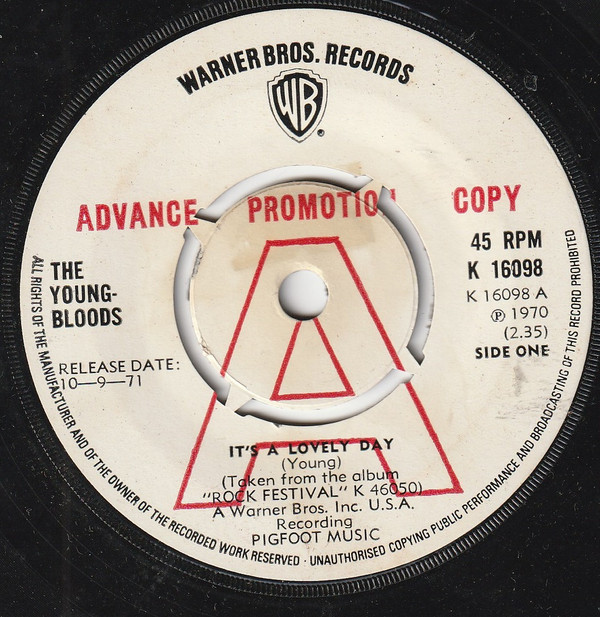 WARNER BROS. RECORDS
WB
®
ADVANCE PROMOTION COPY
A
THE
YOUNG-
BLOODS
45 RPM
K 16098
K 16098 A
Ⓟ 1970
(2.35)
SIDE ONE
RELEASE DATE:
10—9—71
IT'S A LOVELY DAY
(Young)
(Taken from the album
"ROCK FESTIVAL" K 46050)
A Warner Bros. Inc. U.S.A.
Recording
PIGFOOT MUSIC
ALL RIGHTS OF THE MANUFACTURER AND OF THE OWNER OF THE RECORDED WORK RESERVED · UNAUTHORISED COPYING PUBLIC PERFORMANCE AND BROADCASTING OF THIS RECORD PROHIBITED